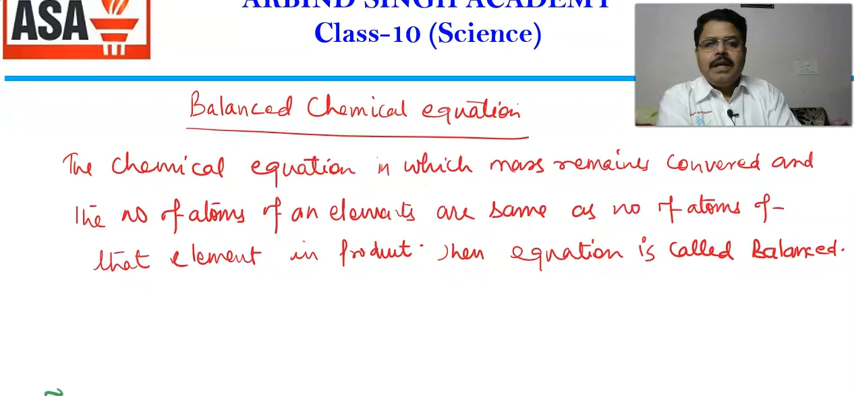 ARBIND SINGH ACADEMY
ASA
Class-10 (Science)
Balanced Chemical equation
The chemical equation in which mass remaines convered and
the no of atoms of an elements are same as no of atoms of
that element in product. then equation is called Balanced.